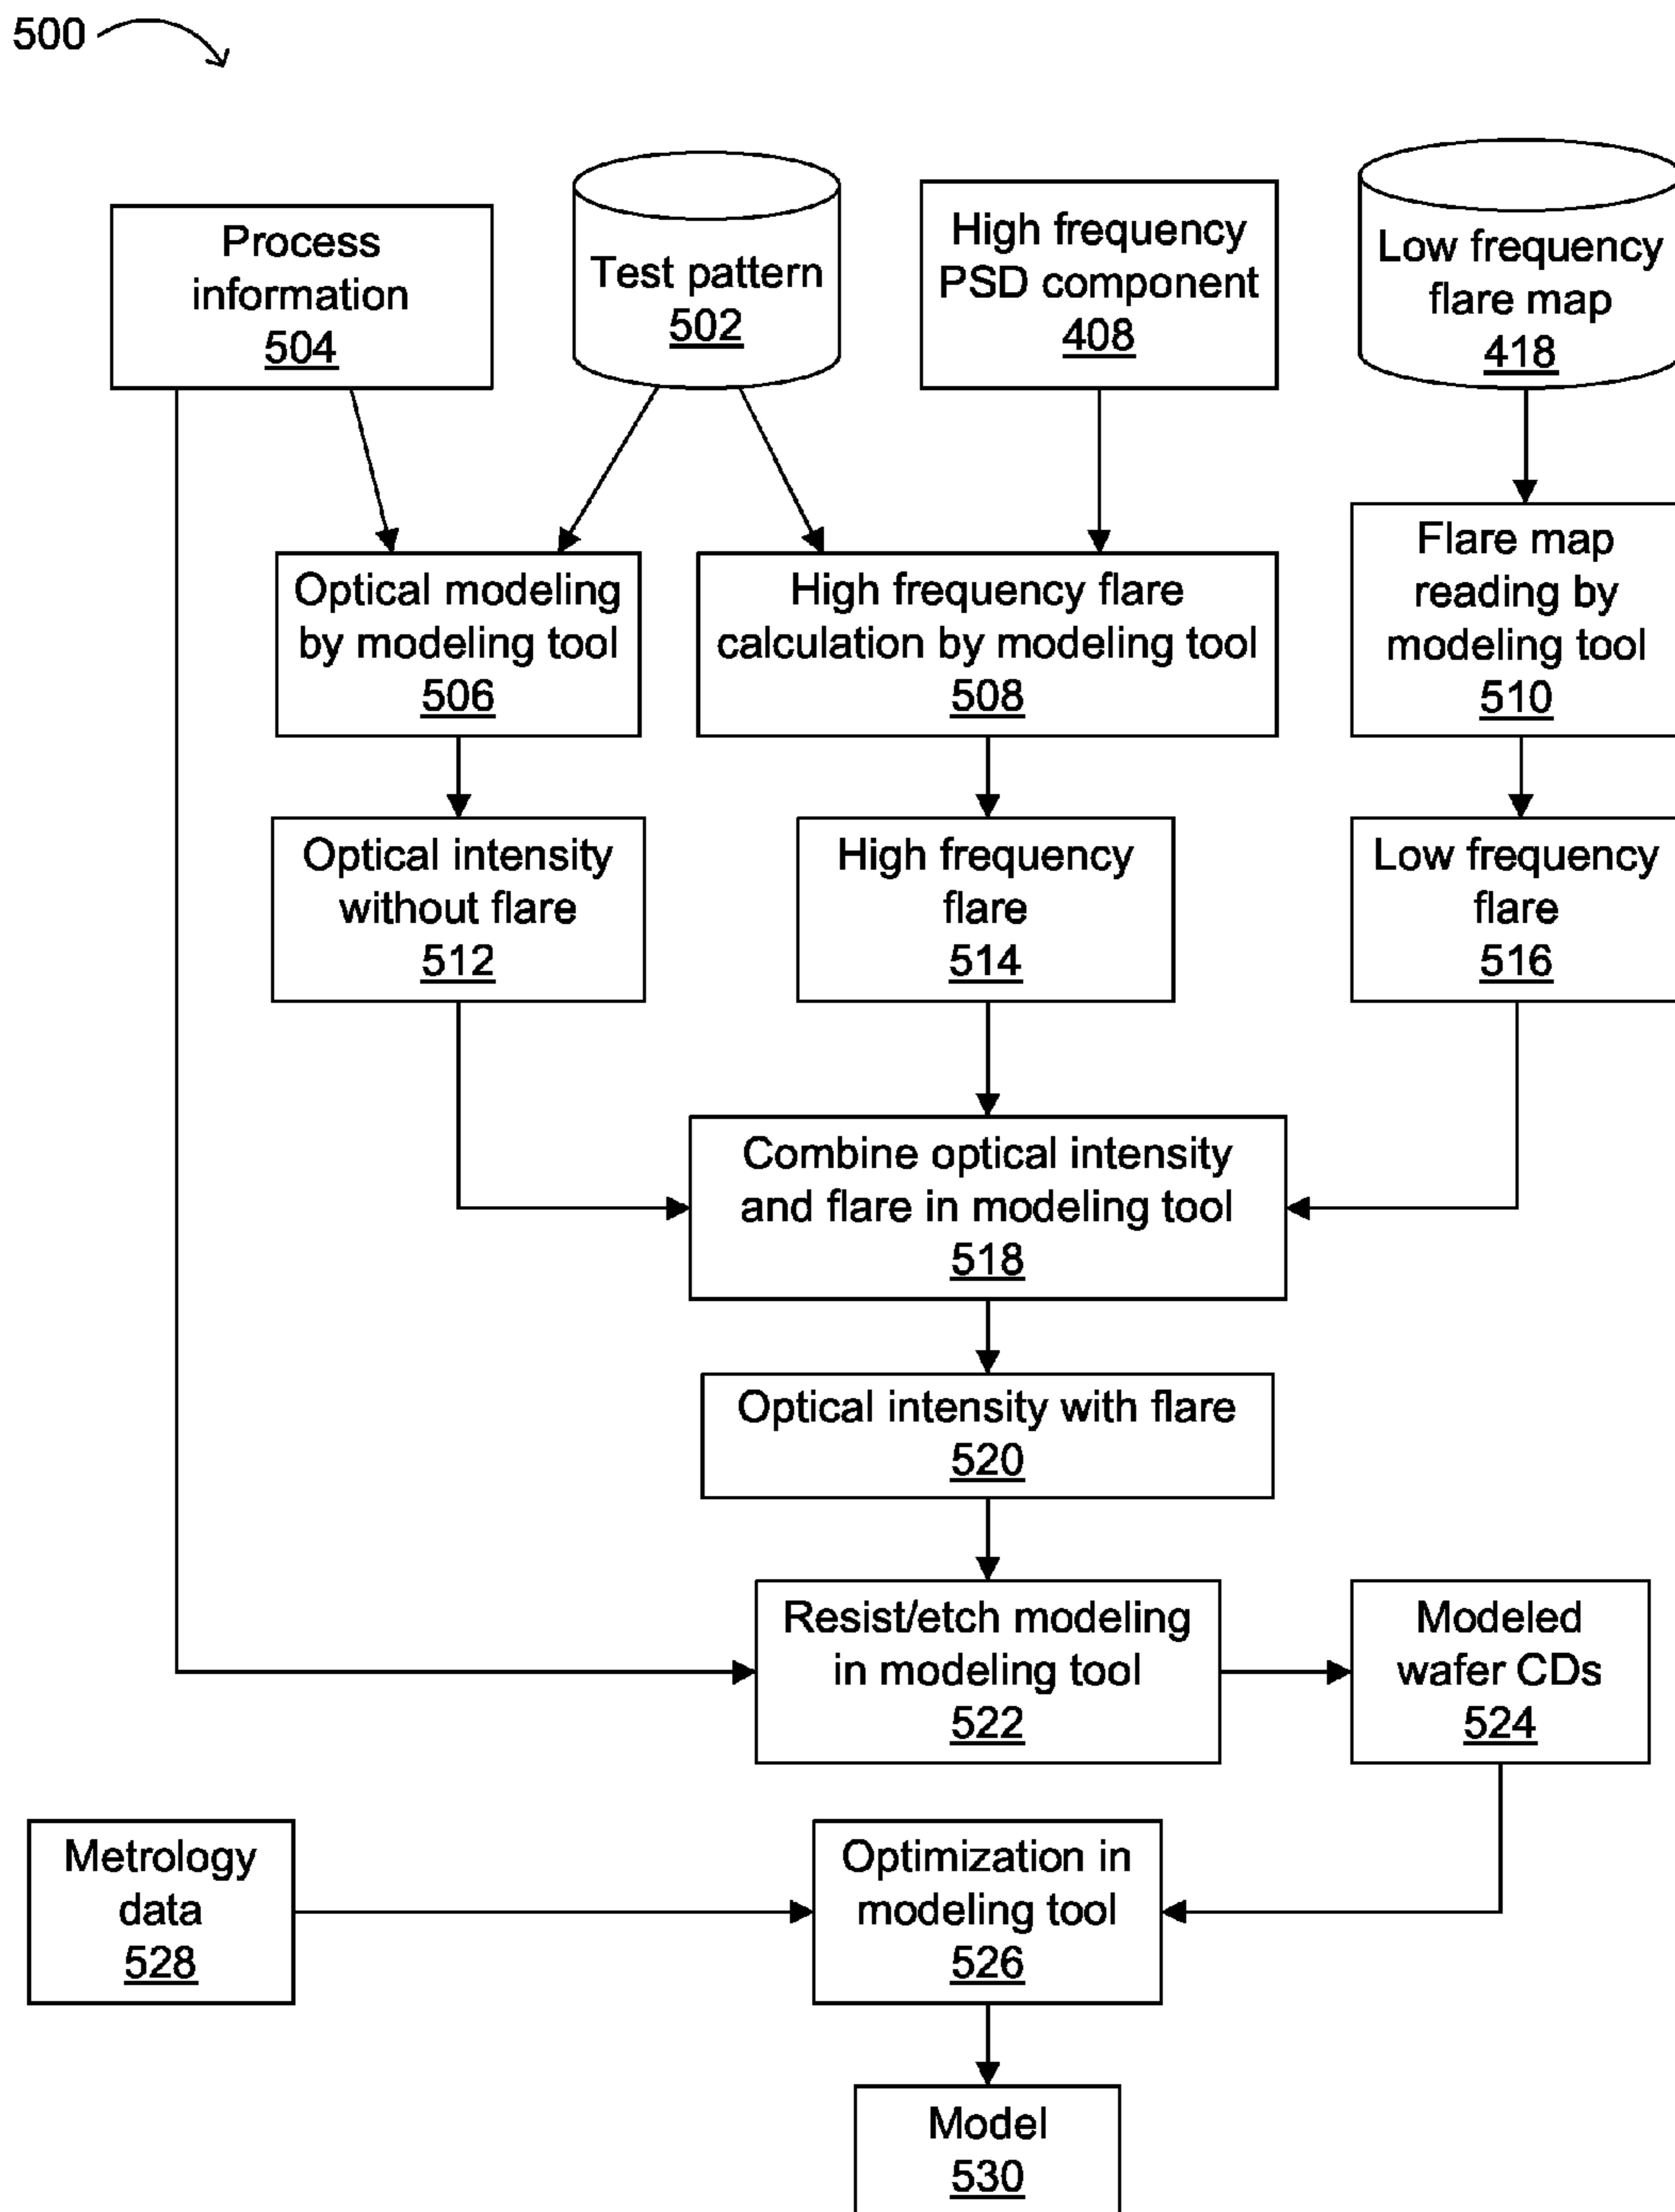 500
Process
information
504
Test pattern
502
High frequency
PSD component
408
Low frequency
flare map
418
Optical modeling
by modeling tool
506
High frequency flare
calculation by modeling tool
508
Flare map
reading by
modeling tool
510
Optical intensity
without flare
512
High frequency
flare
514
Low frequency
flare
516
Combine optical intensity
and flare in modeling tool
518
Optical intensity with flare
520
Resist/etch modeling
in modeling tool
522
Modeled
wafer CDs
524
Metrology
data
528
Optimization in
modeling tool
526
Model
530